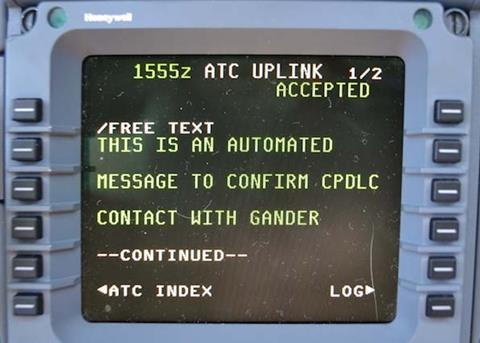 Honeywell
1555z ATC UPLINK 1/2
ACCEPTED
/FREE TEXT
THIS IS AN AUTOMATED
MESSAGE TO CONFIRM CPDLC
CONTACT WITH GANDER
--CONTINUED--
◄ATC INDEX LOG►